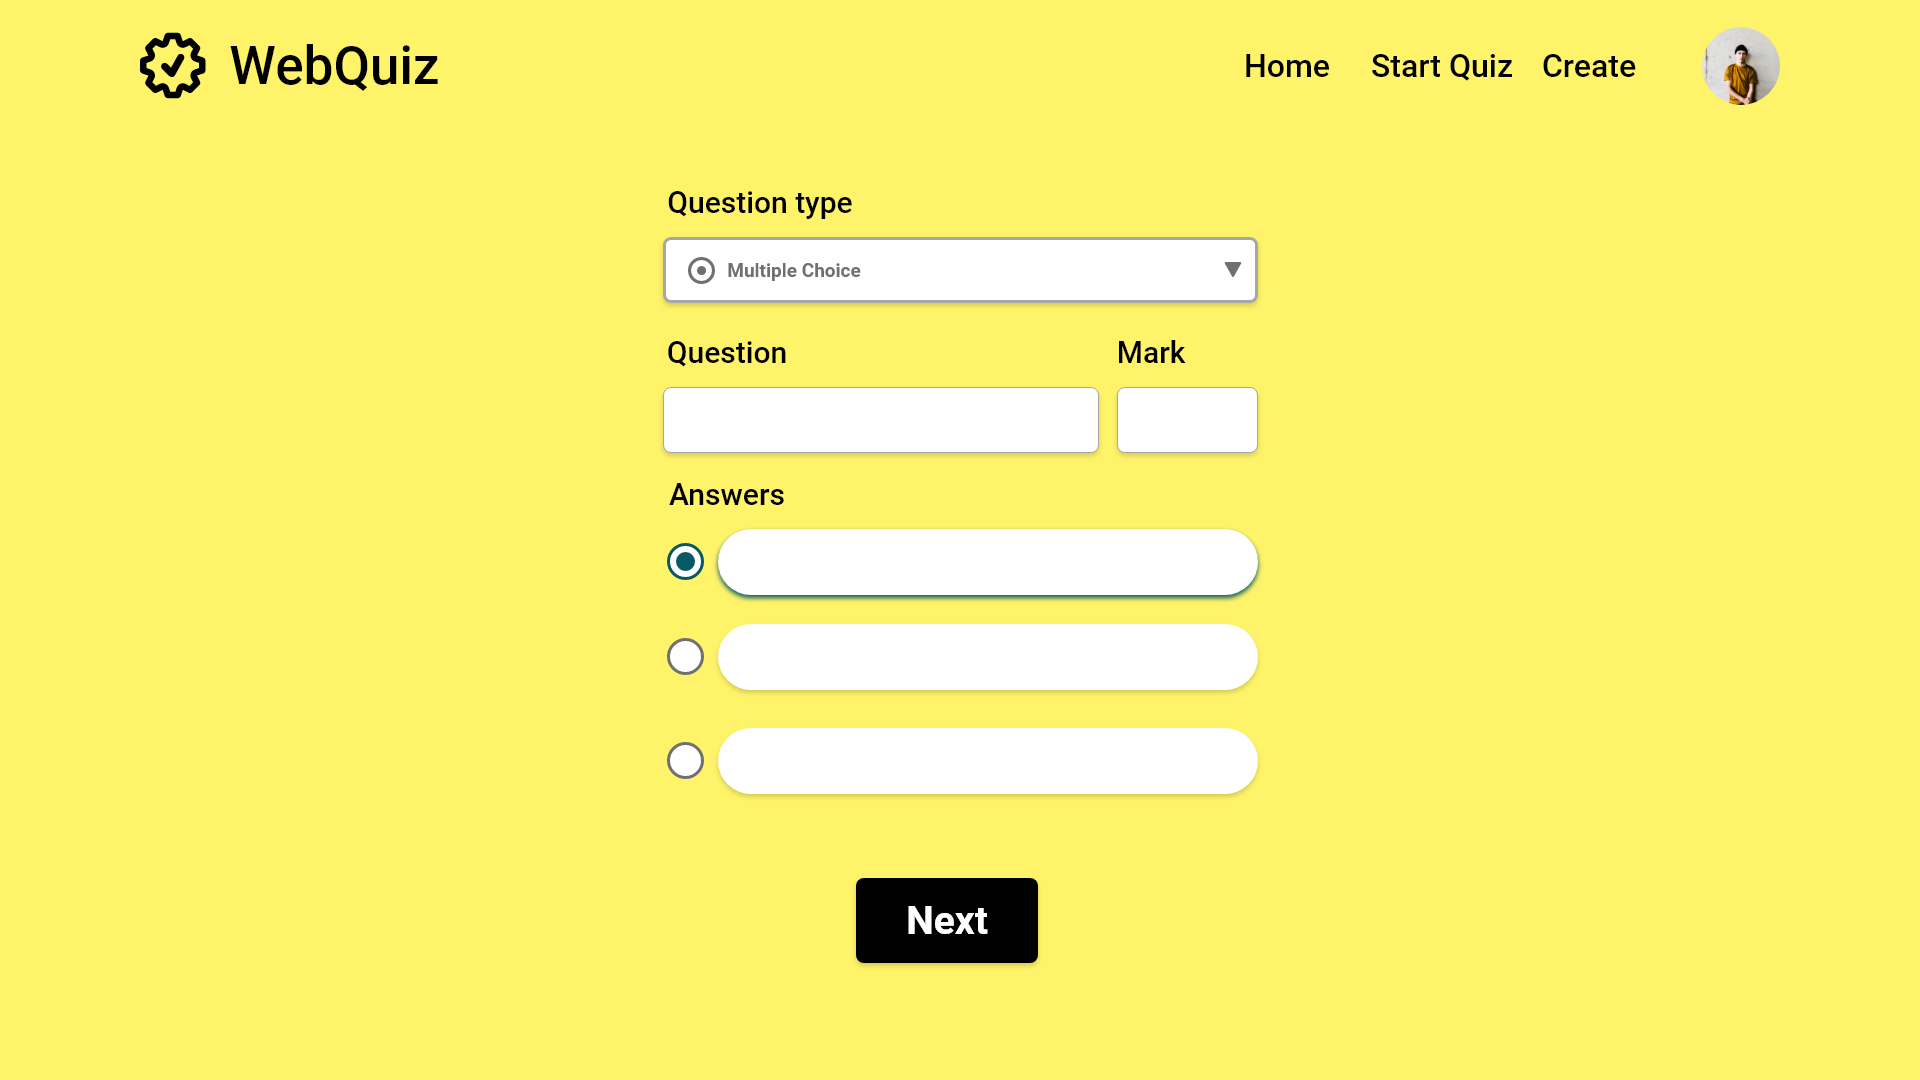 WebQuiz
Home Start Quiz Create
Question type
Multiple Choice
Question Mark
Answers
Next